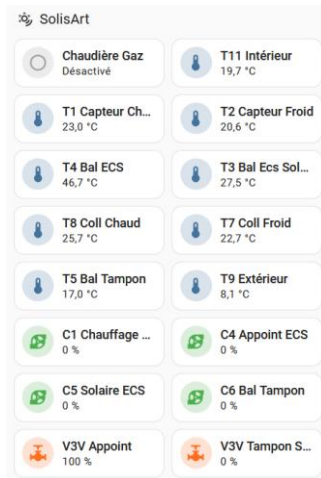 SolisArt
Chaudière Gaz
Désactivé
T11 Intérieur
19,7 °C
T1 Capteur Ch...
23,0 °C
T2 Capteur Froid
20,6 °C
T4 Bal ECS
46,7 °C
T3 Bal Ecs Sol...
27,5 °C
T8 Coll Chaud
25,7 °C
T7 Coll Froid
22,7 °C
T5 Bal Tampon
17,0 °C
T9 Extérieur
8,1 °C
C1 Chauffage ...
0 %
C4 Appoint ECS
0 %
C5 Solaire ECS
0 %
C6 Bal Tampon
0 %
V3V Appoint
100 %
V3V Tampon S...
0 %